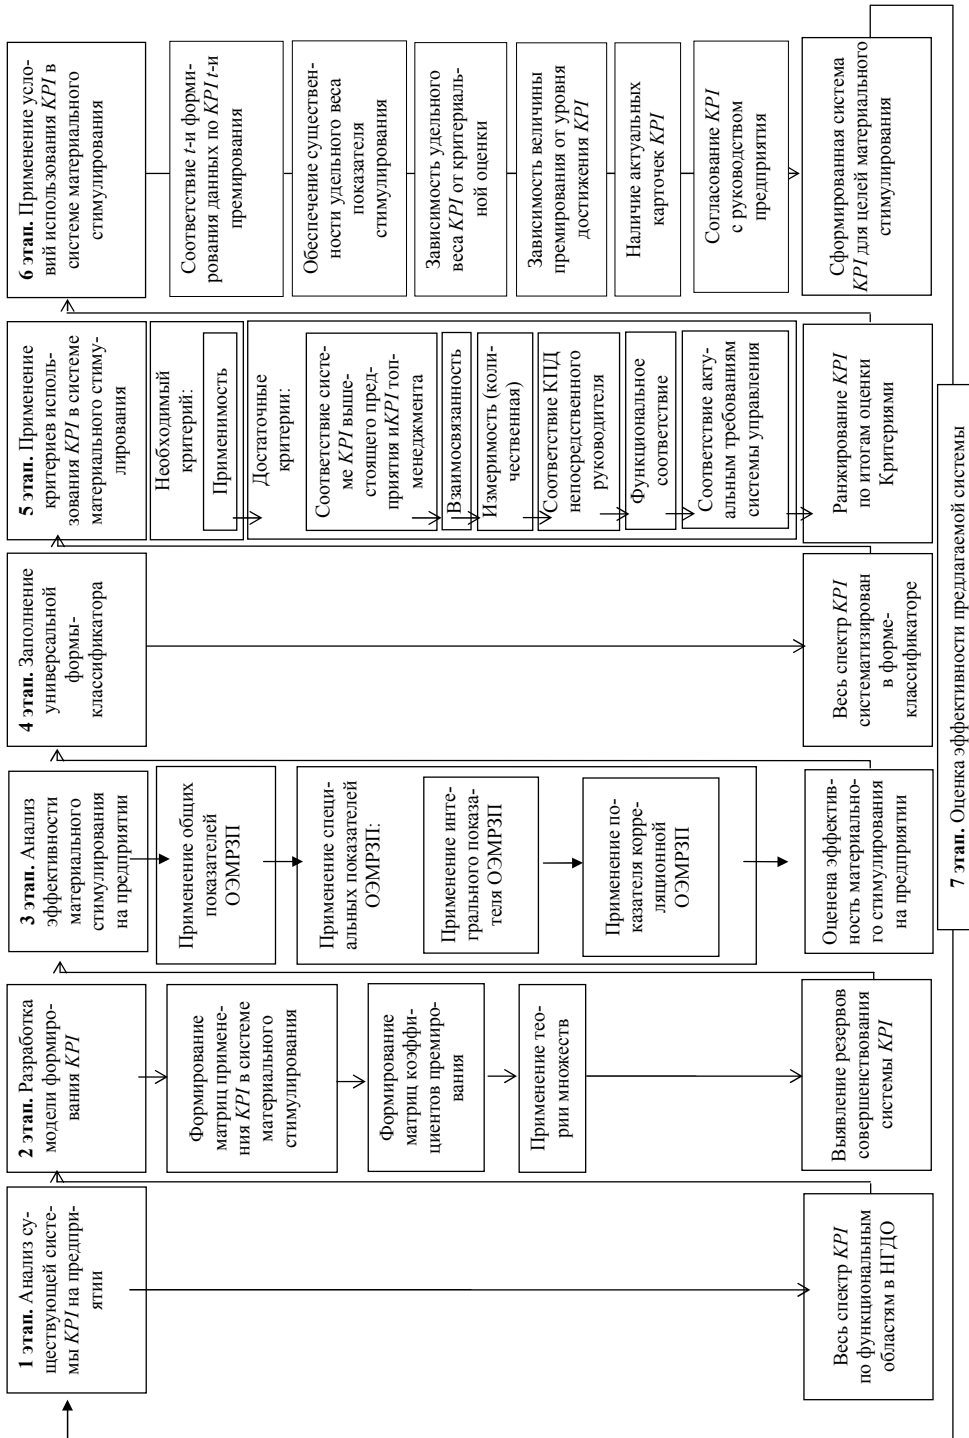 1 этап. Анализ су-
ществующей систе-
мы KPI на предпри-
ятии
Весь спектр KPI
по функциональным
областям в НГДО
2 этап. Разработка
модели формиро-
вания KPI
Формирование
матриц примене-
ния KPI в системе
материального
стимулирования
Формирование
матриц коэффи-
циентов премиро-
вания
Применение тео-
рии множеств
Выявление резервов
совершенствования
системы KPI
3 этап. Анализ
эффективности
материального
стимулирования
на предприятии
Применение общих
показателей
ОЭМРЗП
Применение специ-
альных показателей
ОЭМРЗП:
Применение инте-
грального показа-
теля ОЭМРЗП
Применение по-
казателя корре-
ляционной
ОЭМРЗП
Оценена эффектив-
ность материально-
го стимулирования
на предприятии
4 этап. Заполнение
универсальной
формы-
классификатора
Весь спектр KPI
систематизирован
в форме-
классификаторе
5 этап. Применение
критериев исполь-
зования KPI в системе
материального стиму-
лирования
Необходимый
критерий:
Применимость
Достаточные
критерии:
Соответствие систе-
ме KPI выше-
стоящего пред-
приятия иKPI топ-
менеджмента
Взаимосвязанность
Измеримость (коли-
чественная)
Соответствие КПД
непосредственного
руководителя
Функциональное
соответствие
Соответствие акту-
альным требованиям
системы управления
Ранжирование KPI
по итогам оценки
Критериями
6 этап. Применение усло-
вий использования KPI в
системе материального
стимулирования
Соответствие t-и форми-
рования данных по KPI t-и
премирования
Обеспечение существен-
ности удельного веса
показателя
стимулирования
Зависимость удельного
веса KPI от критериаль-
ной оценки
Зависимость величины
премирования от уровня
достижения KPI
Наличие актуальных
карточек KPI
Согласование KPI
с руководством
предприятия
Сформированная система
KPI для целей материального
стимулирования
7 этап. Оценка эффективности предлагаемой системы